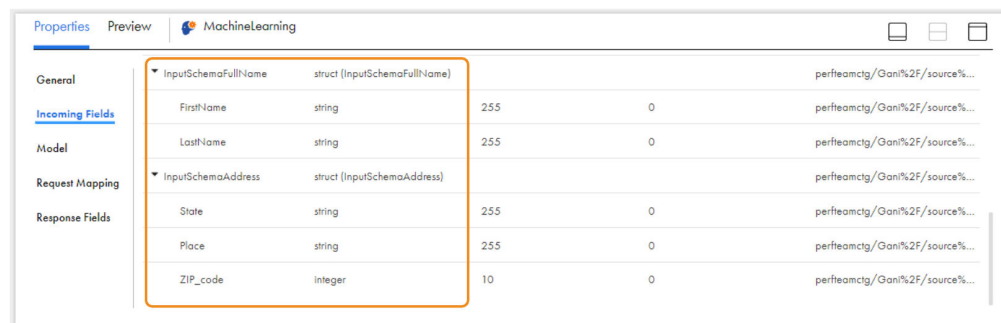 Properties Preview MachineLearning
General
Incoming Fields
Model
Request Mapping
Response Fields
InputSchemaFullName struct (InputSchemaFullName) perfteamctg/Gani%2F/source%...
FirstName string 255 0 perfteamctg/Gani%2F/source%...
LastName string 255 0 perfteamctg/Gani%2F/source%...
InputSchemaAddress struct (InputSchemaAddress) perfteamctg/Gani%2F/source%...
State string 255 0 perfteamctg/Gani%2F/source%...
Place string 255 0 perfteamctg/Gani%2F/source%...
ZIP_code integer 10 0 perfteamctg/Gani%2F/source%...